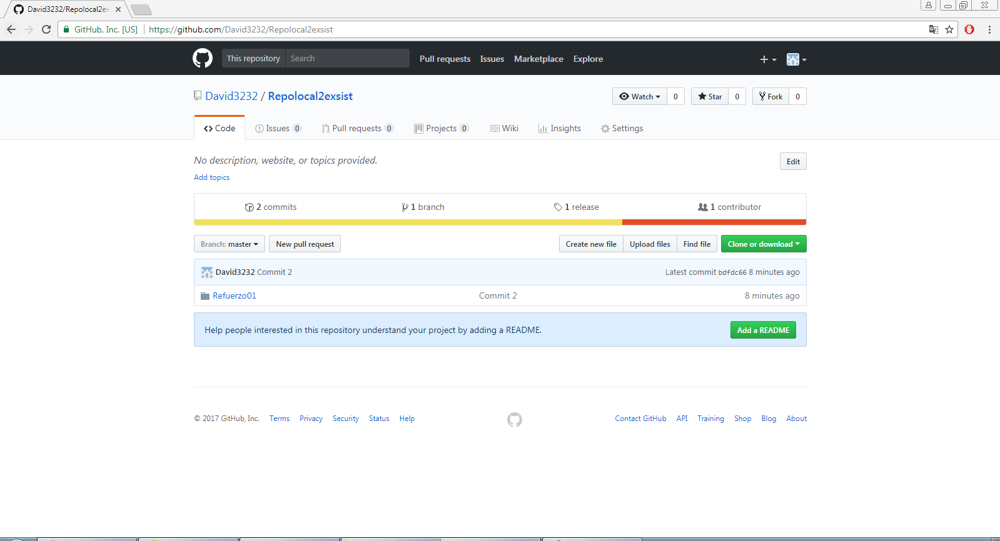 David3232/Repolocal2ex
GitHub, Inc. [US] https://github.com/David3232/Repolocal2exsist
This repository Search Pull requests Issues Marketplace Explore
David3232 / Repolocal2exsist Watch 0 Star 0 Fork 0
Code Issues 0 Pull requests 0 Projects 0 Wiki Insights Settings
No description, website, or topics provided. Edit
Add topics
2 commits 1 branch 1 release 1 contributor
Branch: master New pull request Create new file Upload files Find file Clone or download
David3232 Commit 2 Latest commit bdfdc66 8 minutes ago
Refuerzo01 Commit 2 8 minutes ago
Help people interested in this repository understand your project by adding a README. Add a README
© 2017 GitHub, Inc. Terms Privacy Security Status Help Contact GitHub API Training Shop Blog About